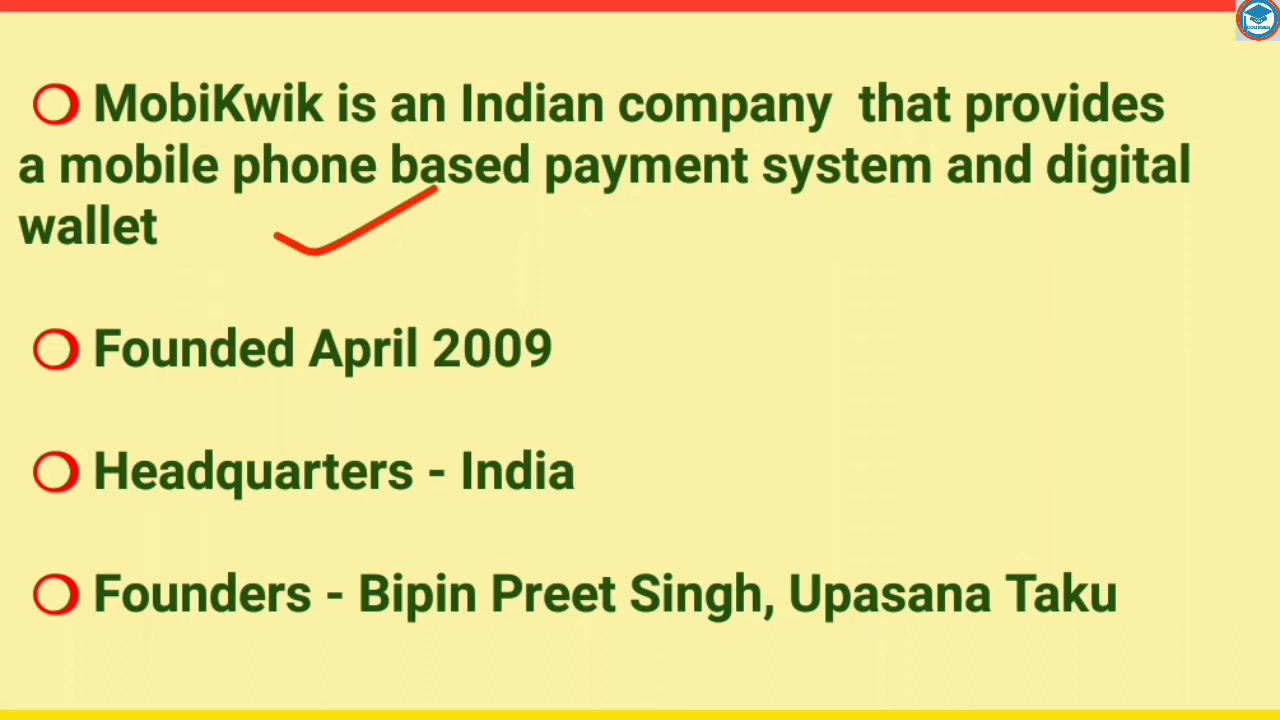 MobiKwik is an Indian company that provides
a mobile phone based payment system and digital
wallet
Founded April 2009
Headquarters - India
Founders - Bipin Preet Singh, Upasana Taku